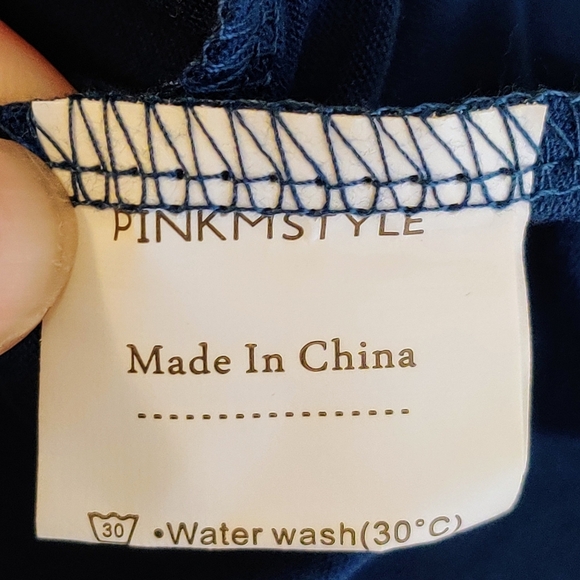 PINKMSTYLE
Made In China
30 •Water wash(30°C)